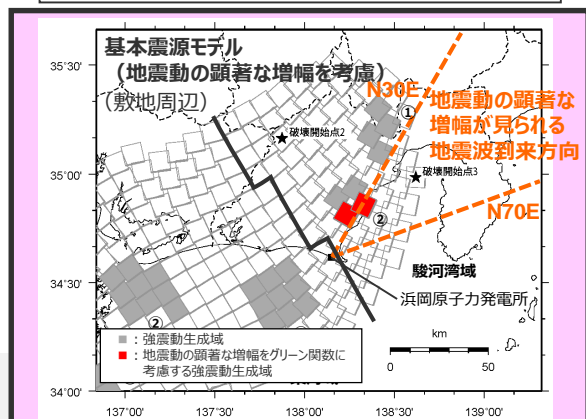 基本震源モデル
（地震動の顕著な増幅を考慮）
（敷地周辺）
N30E
地震動の顕著な
増幅が見られる
地震波到来方向
①
★破壊開始点2
★破壊開始点3
N70E
②
駿河湾域
浜岡原子力発電所
②
km
0 50
：強震動生成域
：地震動の顕著な増幅をグリーン関数に
考慮する強震動生成域
35°30'
35°00'
34°30'
34°00'
137°00' 137°30' 138°00' 138°30' 139°00'